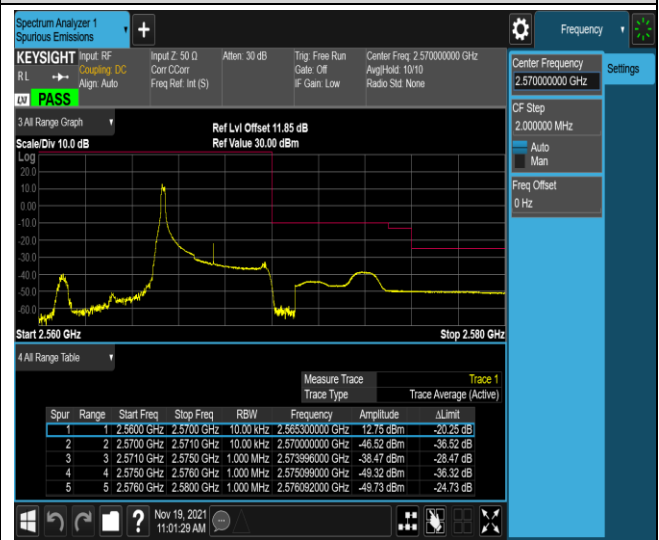 Spectrum Analyzer 1
Spurious Emissions
Frequency
KEYSIGHT Input: RF Input Z: 50 Ω Atten: 30 dB Trig: Free Run Center Freq: 2.570000000 GHz
RL Coupling: DC Corr CCorr Gate: Off Avg|Hold: 10/10
Align: Auto Freq Ref: Int (S) IF Gain: Low Radio Std: None
LXI PASS
Center Frequency
2.570000000 GHz
Settings
CF Step
2.000000 MHz
Auto
Man
Freq Offset
0 Hz
3 All Range Graph
Ref Lvl Offset 11.85 dB
Scale/Div 10.0 dB Ref Value 30.00 dBm
Log
20.0
10.0
0.00
-10.0
-20.0
-30.0
-40.0
-50.0
-60.0
Start 2.560 GHz Stop 2.580 GHz
4 All Range Table
Measure Trace Trace 1
Trace Type Trace Average (Active)
Spur Range Start Freq Stop Freq RBW Frequency Amplitude ΔLimit
1 1 2.5600 GHz 2.5700 GHz 10.00 kHz 2.565300000 GHz 12.75 dBm -20.25 dB
2 2 2.5700 GHz 2.5710 GHz 10.00 kHz 2.570000000 GHz -46.52 dBm -36.52 dB
3 3 2.5710 GHz 2.5750 GHz 1.000 MHz 2.573996000 GHz -38.47 dBm -28.47 dB
4 4 2.5750 GHz 2.5760 GHz 1.000 MHz 2.575099000 GHz -49.32 dBm -36.32 dB
5 5 2.5760 GHz 2.5800 GHz 1.000 MHz 2.576092000 GHz -49.73 dBm -24.73 dB
Nov 19, 2021
11:01:29 AM